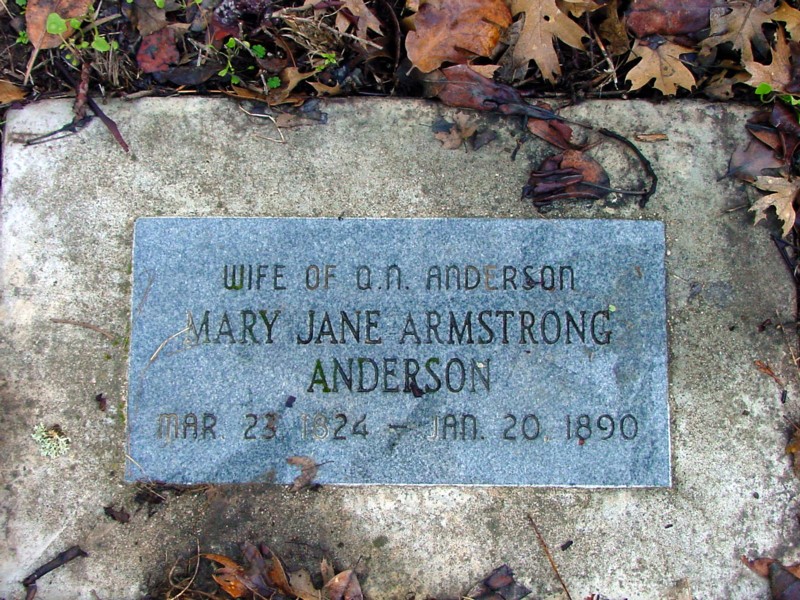 WIFE OF Q.N. ANDERSON
MARY JANE ARMSTRONG
ANDERSON
MAR. 23 1824 – JAN. 20, 1890